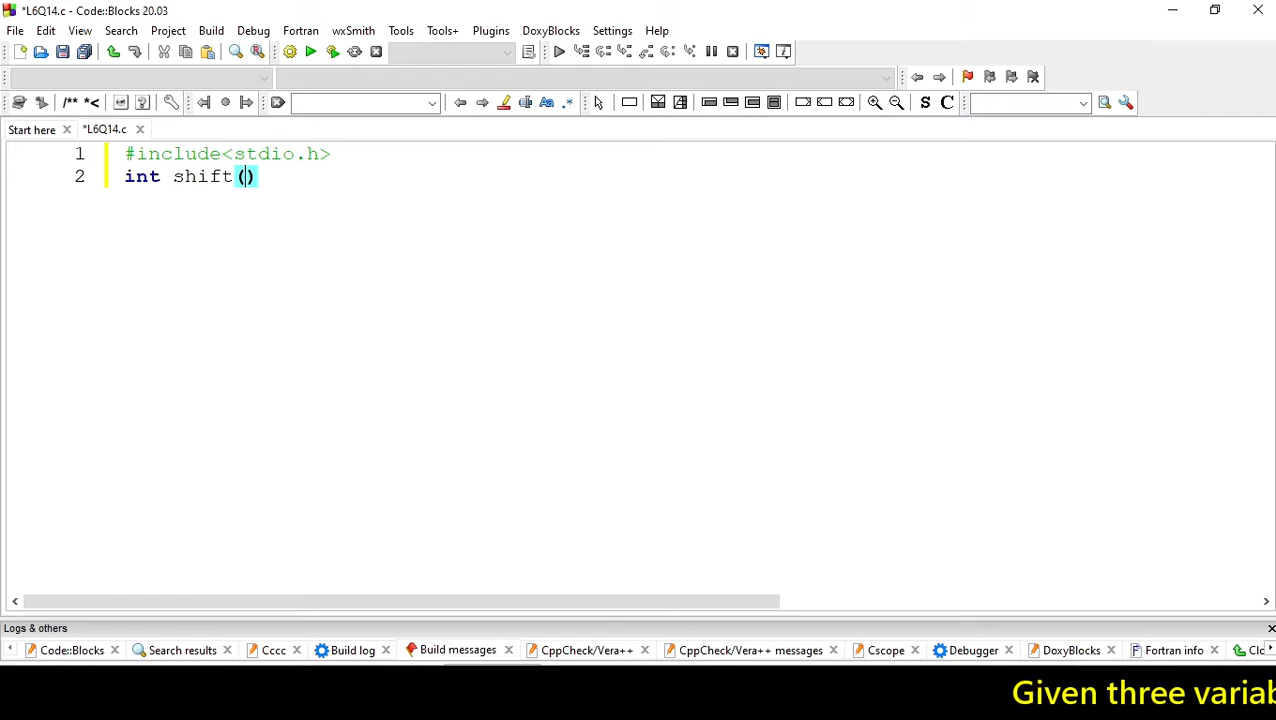 *L6Q14.c - Code::Blocks 20.03
File Edit View Search Project Build Debug Fortran wxSmith Tools Tools+ Plugins DoxyBlocks Settings Help
/** *<
.*
S C
Start here *L6Q14.c
1 #include<stdio.h>
2 int shift()
Logs & others
Code::Blocks Search results Cccc Build log Build messages CppCheck/Vera++ CppCheck/Vera++ messages Cscope Debugger DoxyBlocks Fortran info Clo
Given three variab